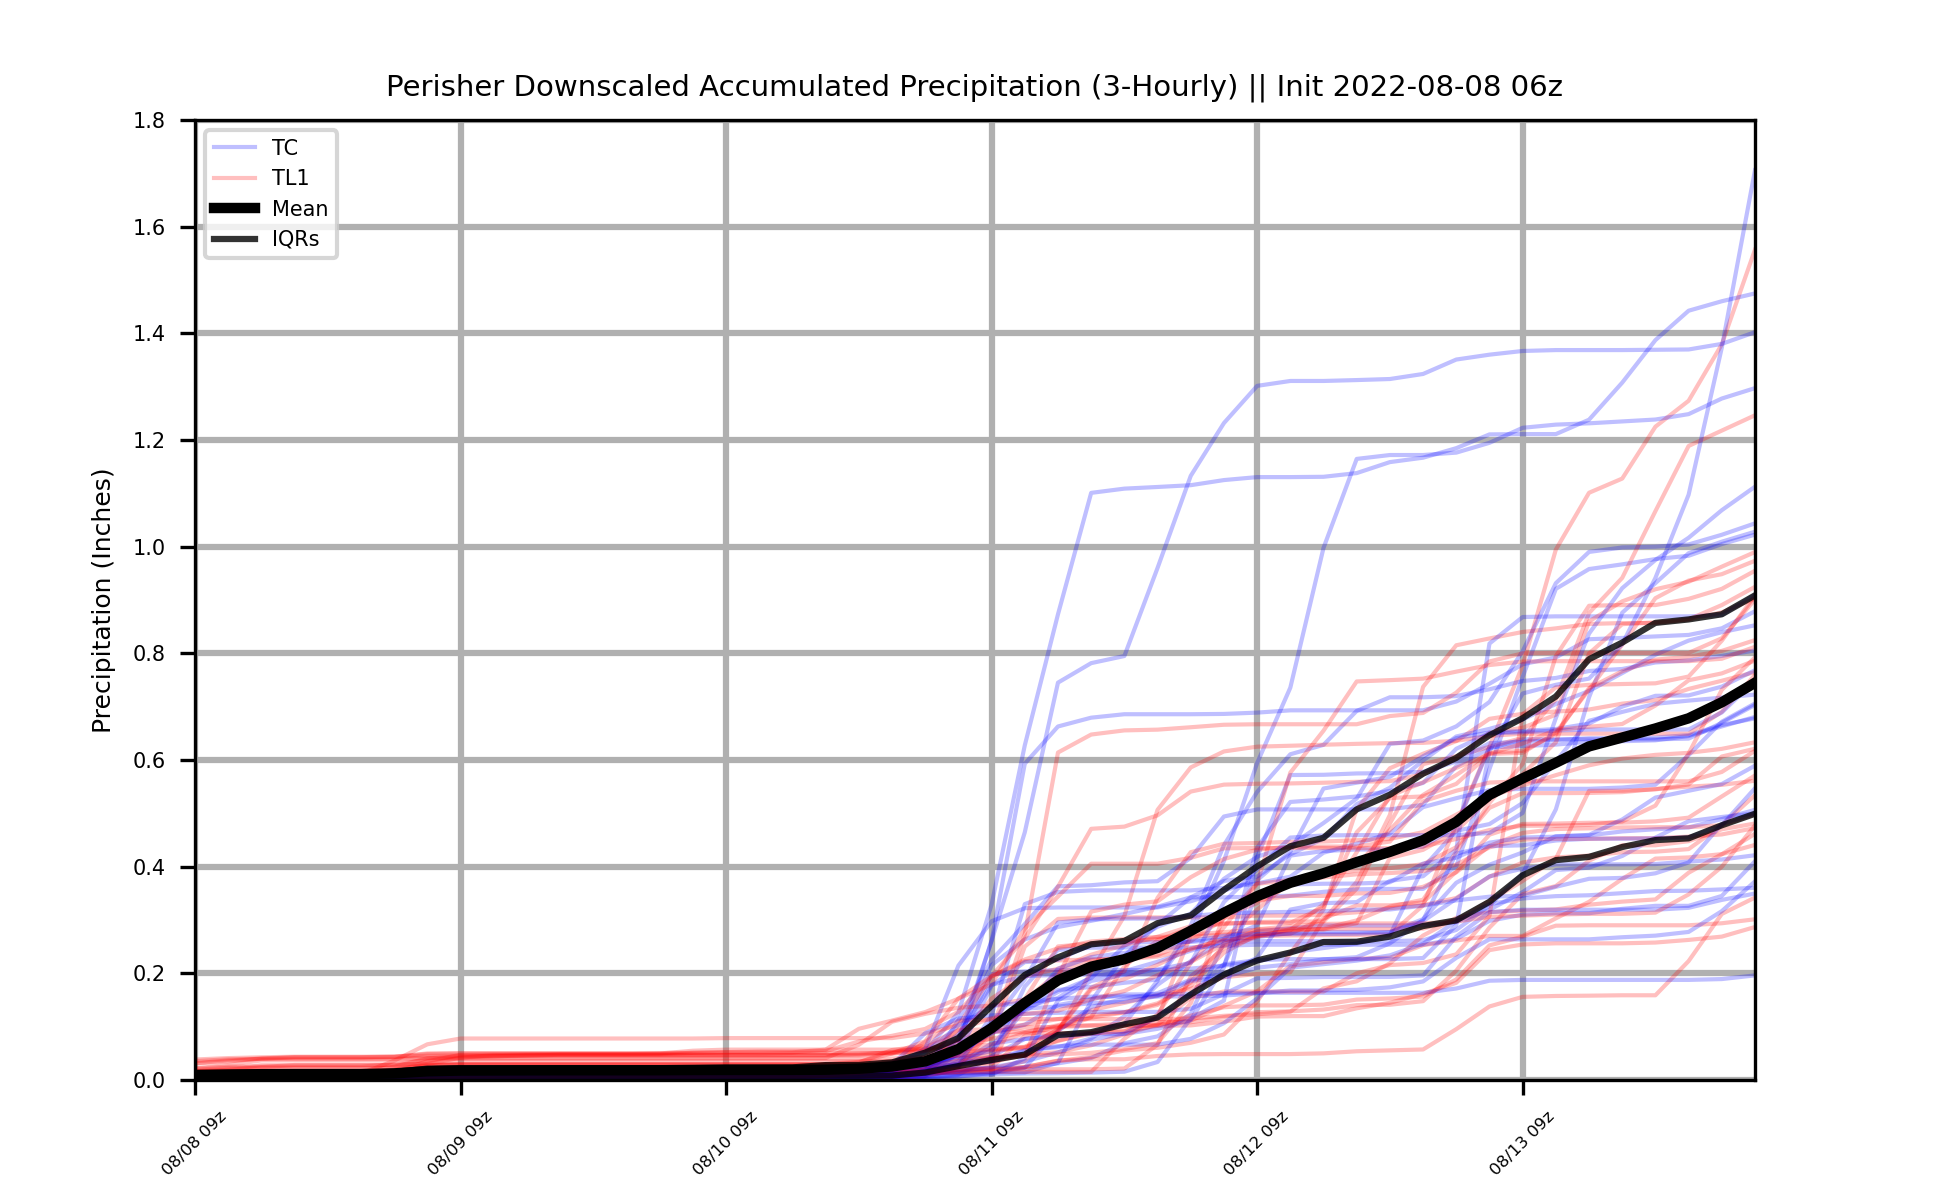 Perisher Downscaled Accumulated Precipitation (3-Hourly) || Init 2022-08-08 06z
TC
TL1
Mean
IQRs
Precipitation (Inches)
1.8
1.6
1.4
1.2
1.0
0.8
0.6
0.4
0.2
0.0
08/08 09z
08/09 09z
08/10 09z
08/11 09z
08/12 09z
08/13 09z